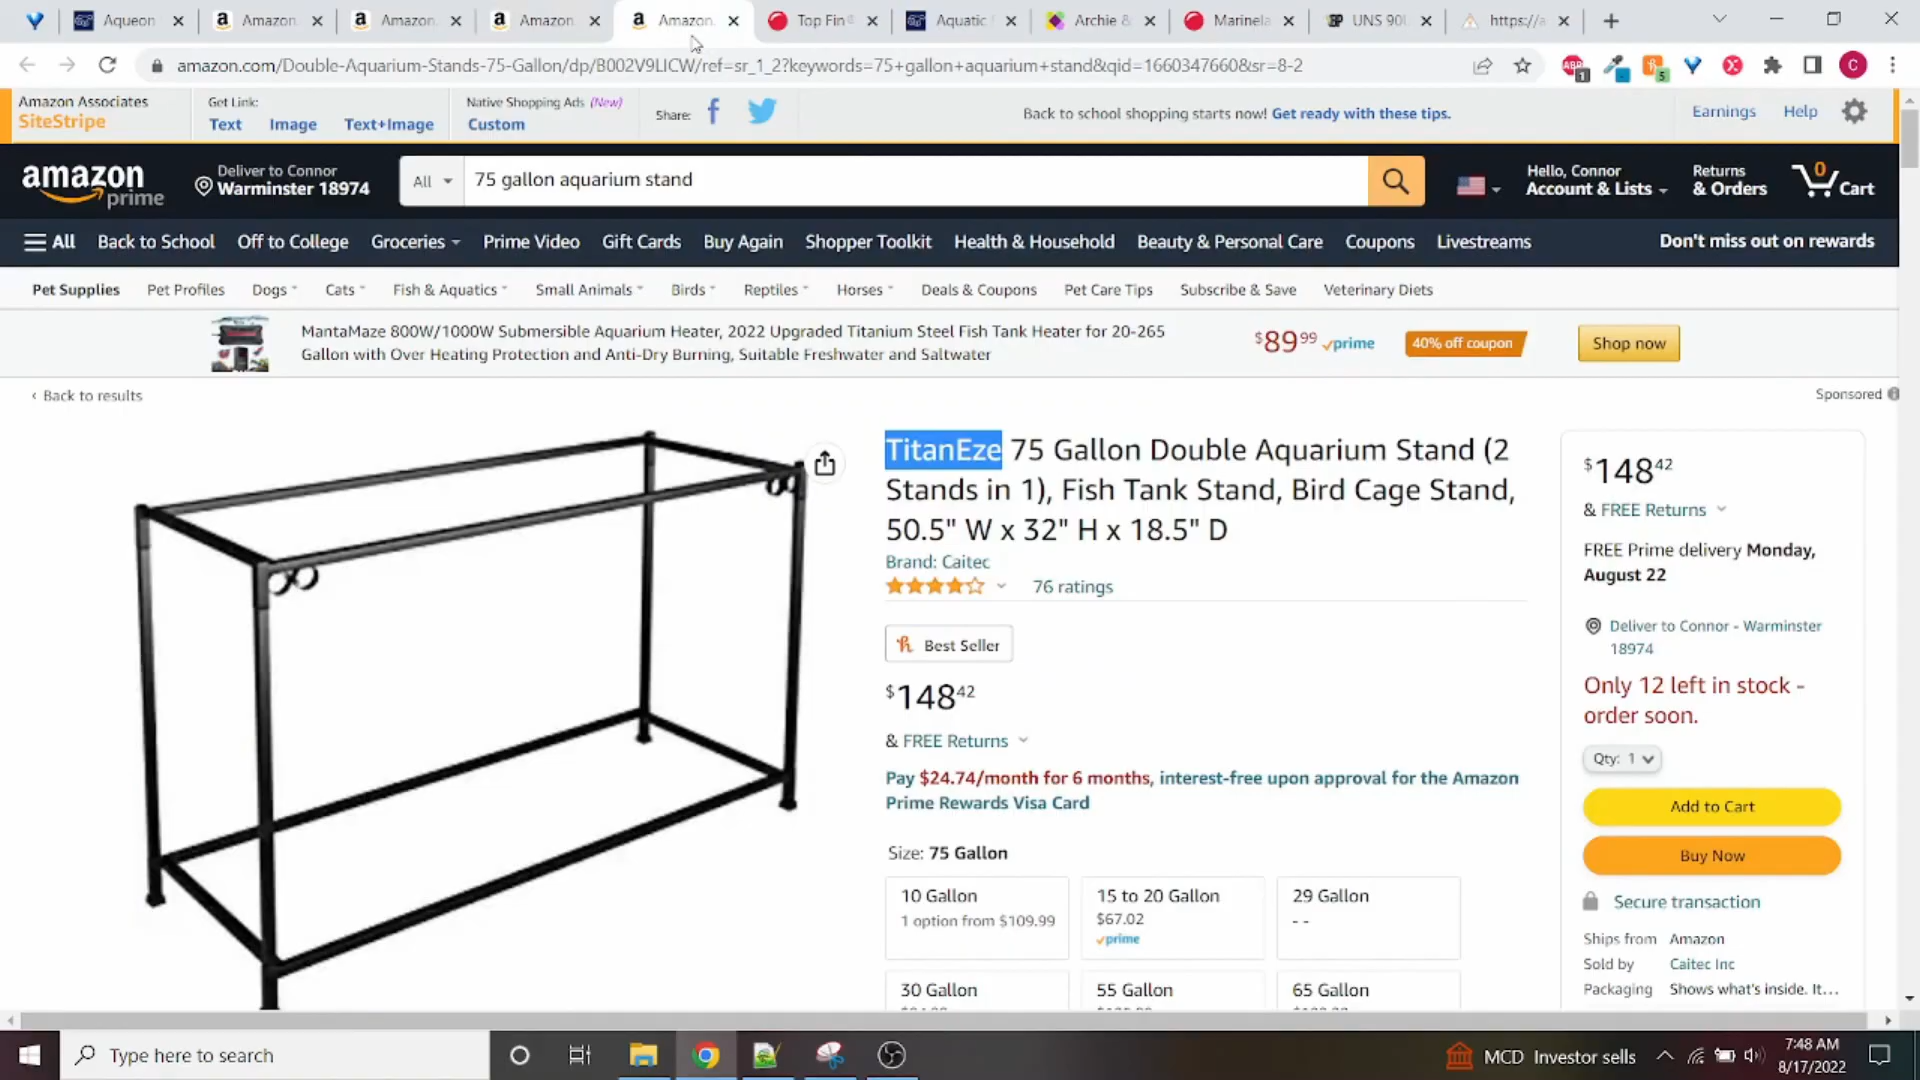 Aqueon
Amazon.
Amazon.
Amazon.
Amazon.
Top Fin®
Aquatic
Archie &
Marinela
UNS 90U
https://a
amazon.com/Double-Aquarium-Stands-75-Gallon/dp/B002V9LICW/ref=sr_1_2?keywords=75+gallon+aquarium+stand&qid=1660347660&sr=8-2
Amazon Associates
SiteStripe
Get Link:
Text Image Text+Image
Native Shopping Ads (New)
Custom
Share:
Back to school shopping starts now! Get ready with these tips.
Earnings Help
amazon prime
Deliver to Connor
Warminster 18974
All
75 gallon aquarium stand
Hello, Connor
Account & Lists
Returns
& Orders
0
Cart
All Back to School Off to College Groceries Prime Video Gift Cards Buy Again Shopper Toolkit Health & Household Beauty & Personal Care Coupons Livestreams
Don't miss out on rewards
Pet Supplies Pet Profiles Dogs Cats Fish & Aquatics Small Animals Birds Reptiles Horses Deals & Coupons Pet Care Tips Subscribe & Save Veterinary Diets
MantaMaze 800W/1000W Submersible Aquarium Heater, 2022 Upgraded Titanium Steel Fish Tank Heater for 20-265
Gallon with Over Heating Protection and Anti-Dry Burning, Suitable Freshwater and Saltwater
$89 99 prime
40% off coupon
Shop now
‹ Back to results
Sponsored
TitanEze 75 Gallon Double Aquarium Stand (2
Stands in 1), Fish Tank Stand, Bird Cage Stand,
50.5" W x 32" H x 18.5" D
Brand: Caitec
76 ratings
Best Seller
$148 42
& FREE Returns
Pay $24.74/month for 6 months, interest-free upon approval for the Amazon
Prime Rewards Visa Card
Size: 75 Gallon
10 Gallon
1 option from $109.99
15 to 20 Gallon
$67.02
prime
29 Gallon
- -
30 Gallon
55 Gallon
65 Gallon
$148 42
& FREE Returns
FREE Prime delivery Monday,
August 22
Deliver to Connor - Warminster
18974
Only 12 left in stock -
order soon.
Qty: 1
Add to Cart
Buy Now
Secure transaction
Ships from Amazon
Sold by Caitec Inc
Packaging Shows what's inside. It...
Type here to search
MCD Investor sells
7:48 AM
8/17/2022